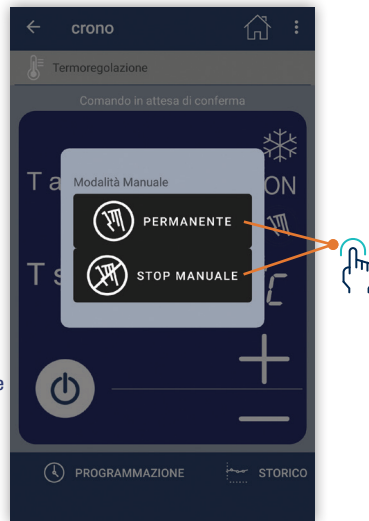 crono
Termoregolazione
Comando in attesa di conferma
T a
Modalità Manuale
ON
PERMANENTE
STOP MANUALE
T s
°C
e
PROGRAMMAZIONE
STORICO